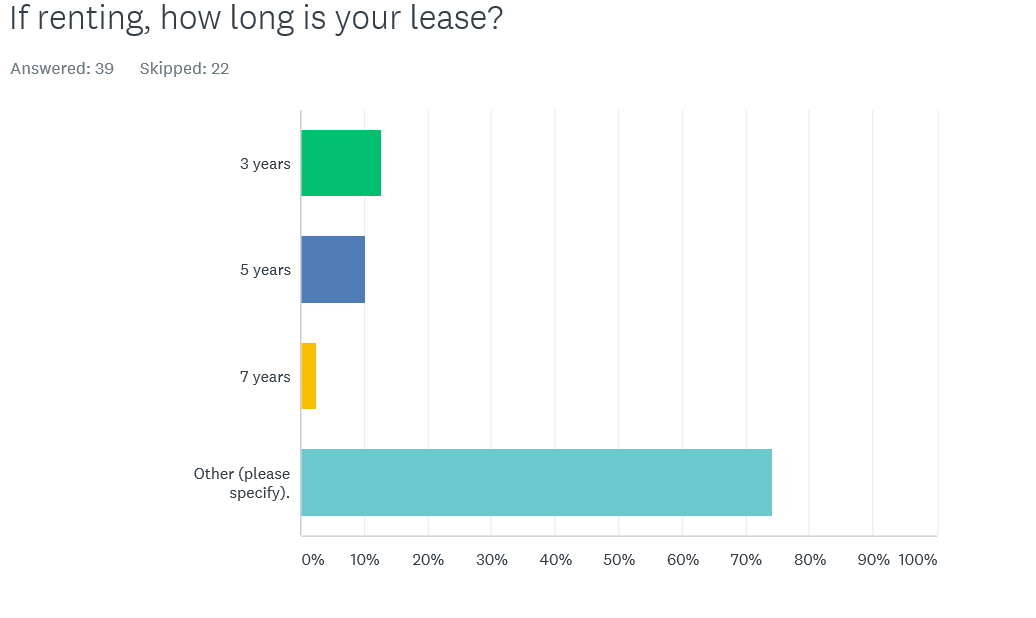 If renting, how long is your lease?
Answered: 39 Skipped: 22
3 years
5 years
7 years
Other (please
specify).
0% 10% 20% 30% 40% 50% 60% 70% 80% 90% 100%